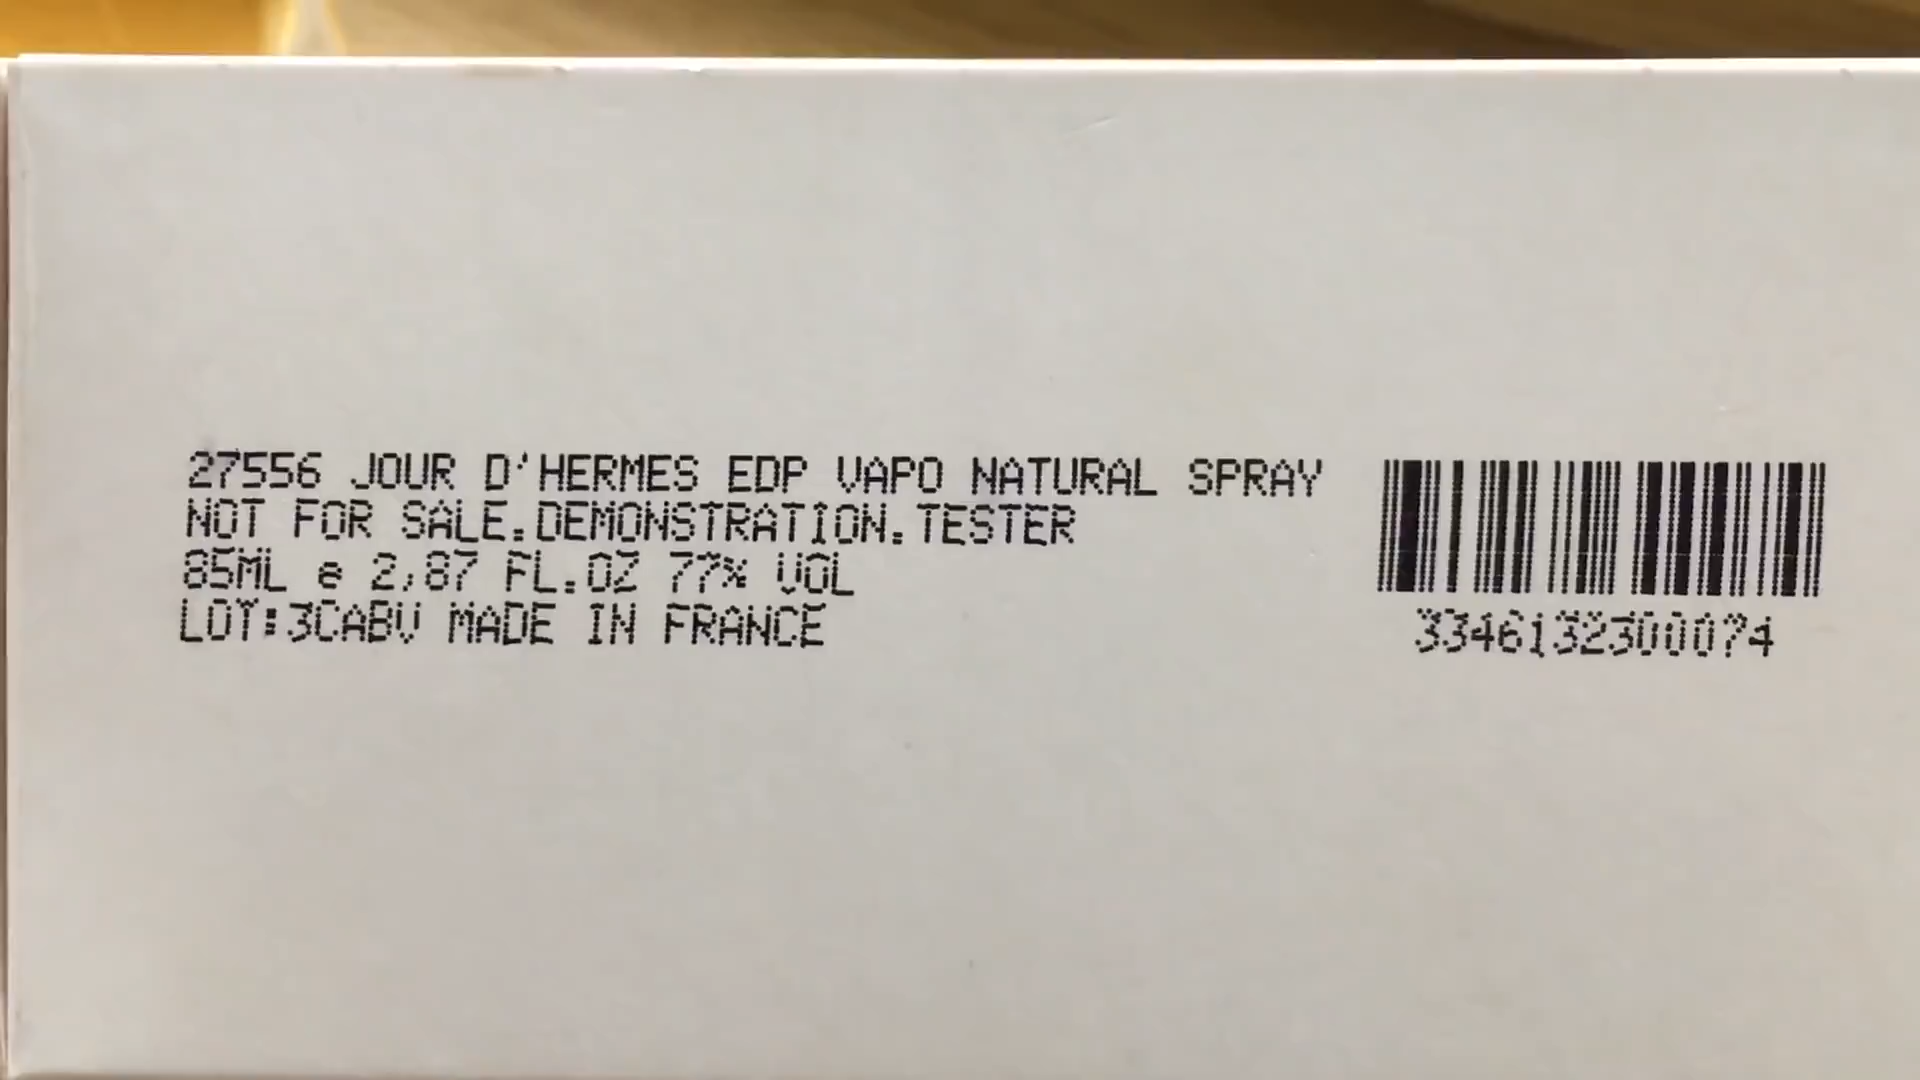 27556 JOUR D'HERMES EDP VAPO NATURAL SPRAY
NOT FOR SALE.DEMONSTRATION.TESTER
85ML e 2,87 FL.OZ 77% VOL
LOT:3CABV MADE IN FRANCE
3346132300074